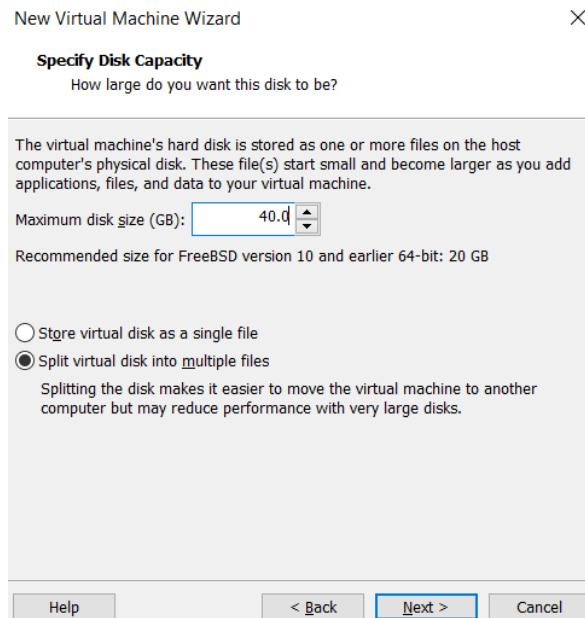 New Virtual Machine Wizard
Specify Disk Capacity
How large do you want this disk to be?
The virtual machine's hard disk is stored as one or more files on the host
computer's physical disk. These file(s) start small and become larger as you add
applications, files, and data to your virtual machine.
Maximum disk size (GB): 40.0
Recommended size for FreeBSD version 10 and earlier 64-bit: 20 GB
Store virtual disk as a single file
Split virtual disk into multiple files
Splitting the disk makes it easier to move the virtual machine to another
computer but may reduce performance with very large disks.
Help < Back Next > Cancel